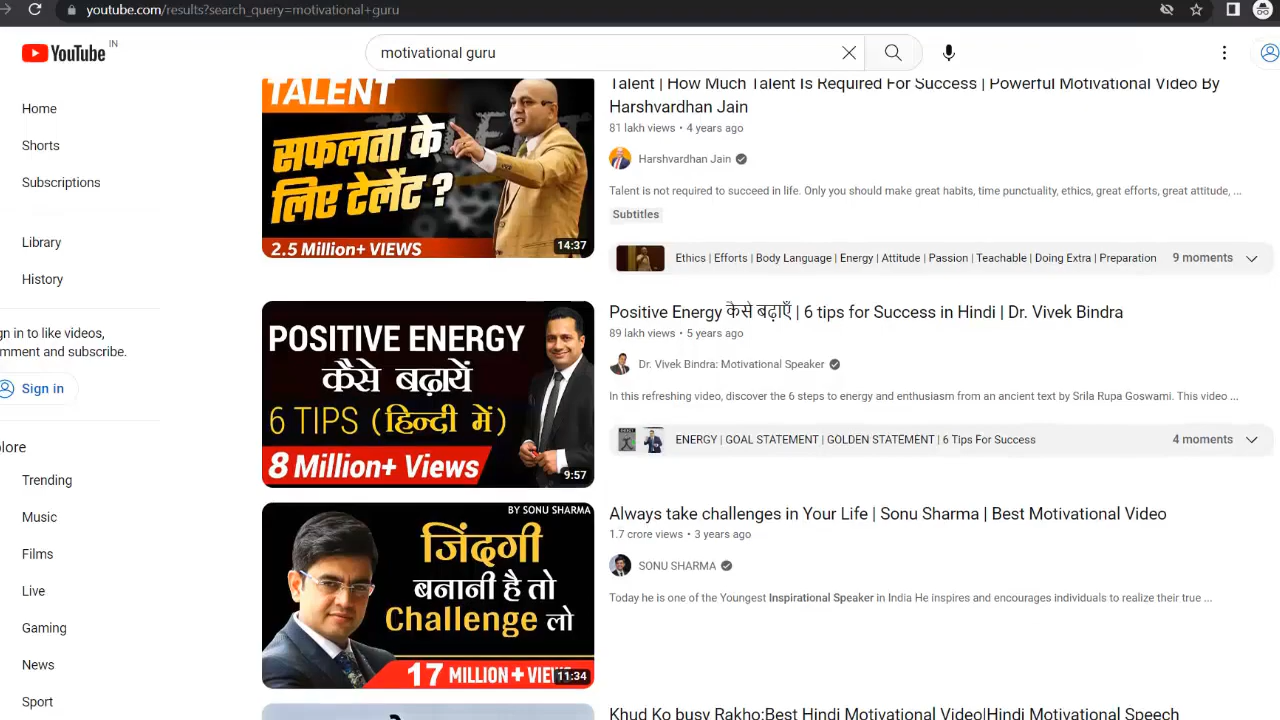 youtube.com/results?search_query=motivational+guru
YouTube IN
motivational guru
Home
Shorts
Subscriptions
Library
History
gn in to like videos,
mment and subscribe.
Sign in
lore
Trending
Music
Films
Live
Gaming
News
Sport
TALENT
सफलता के
लिए टेलेंट ?
2.5 Million+ VIEWS
14:37
Talent | How Much Talent Is Required For Success | Powerful Motivational Video By
Harshvardhan Jain
81 lakh views • 4 years ago
Harshvardhan Jain
Talent is not required to succeed in life. Only you should make great habits, time punctuality, ethics, great efforts, great attitude, ...
Subtitles
Ethics | Efforts | Body Language | Energy | Attitude | Passion | Teachable | Doing Extra | Preparation 9 moments
POSITIVE ENERGY
कैसे बढ़ायें
6 TIPS (हिन्दी में)
8 Million+ Views
9:57
Positive Energy कैसे बढ़ाएँ | 6 tips for Success in Hindi | Dr. Vivek Bindra
89 lakh views • 5 years ago
Dr. Vivek Bindra: Motivational Speaker
In this refreshing video, discover the 6 steps to energy and enthusiasm from an ancient text by Srila Rupa Goswami. This video ...
ENERGY | GOAL STATEMENT | GOLDEN STATEMENT | 6 Tips For Success 4 moments
BY SONU SHARMA
जिंदगी
बनानी है तो
Challenge लो
17 MILLION+ VIE
11:34
Always take challenges in Your Life | Sonu Sharma | Best Motivational Video
1.7 crore views • 3 years ago
SONU SHARMA
Today he is one of the Youngest Inspirational Speaker in India He inspires and encourages individuals to realize their true ...
Khud Ko busy Rakho:Best Hindi Motivational Video|Hindi Motivational Speech